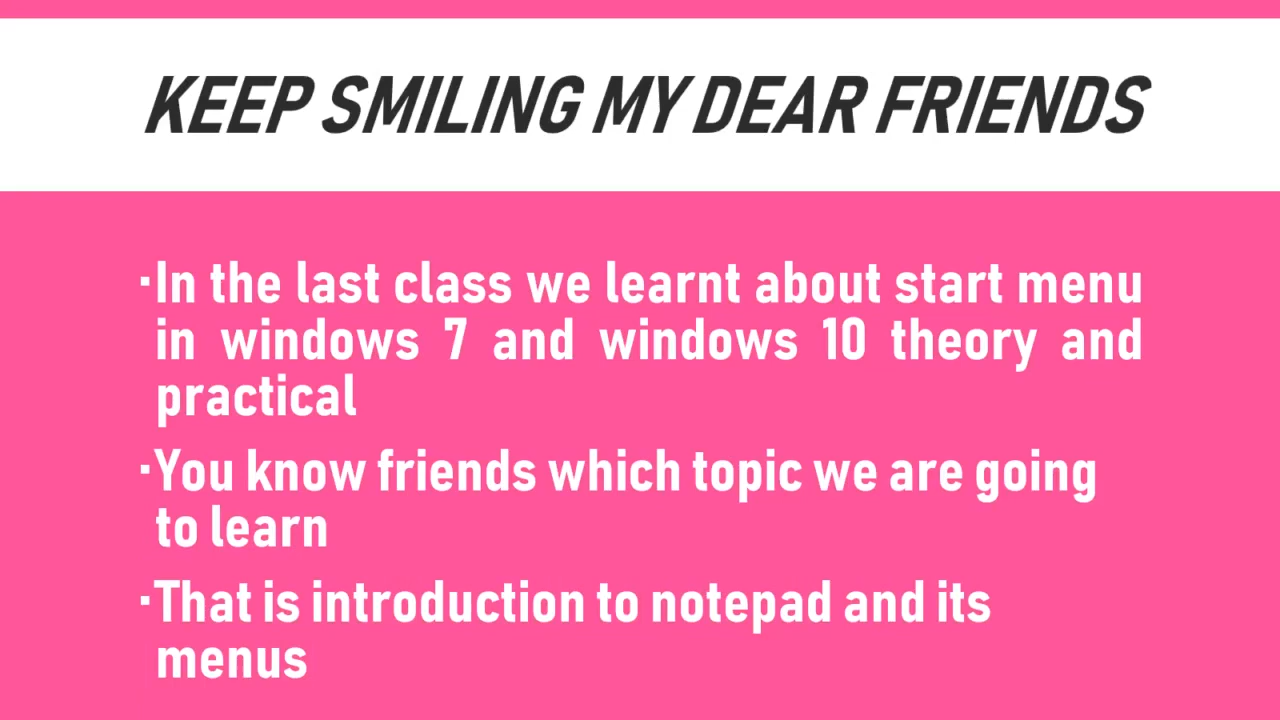 KEEP SMILING MY DEAR FRIENDS
▪In the last class we learnt about start menu
in windows 7 and windows 10 theory and
practical
▪You know friends which topic we are going
to learn
▪That is introduction to notepad and its
menus